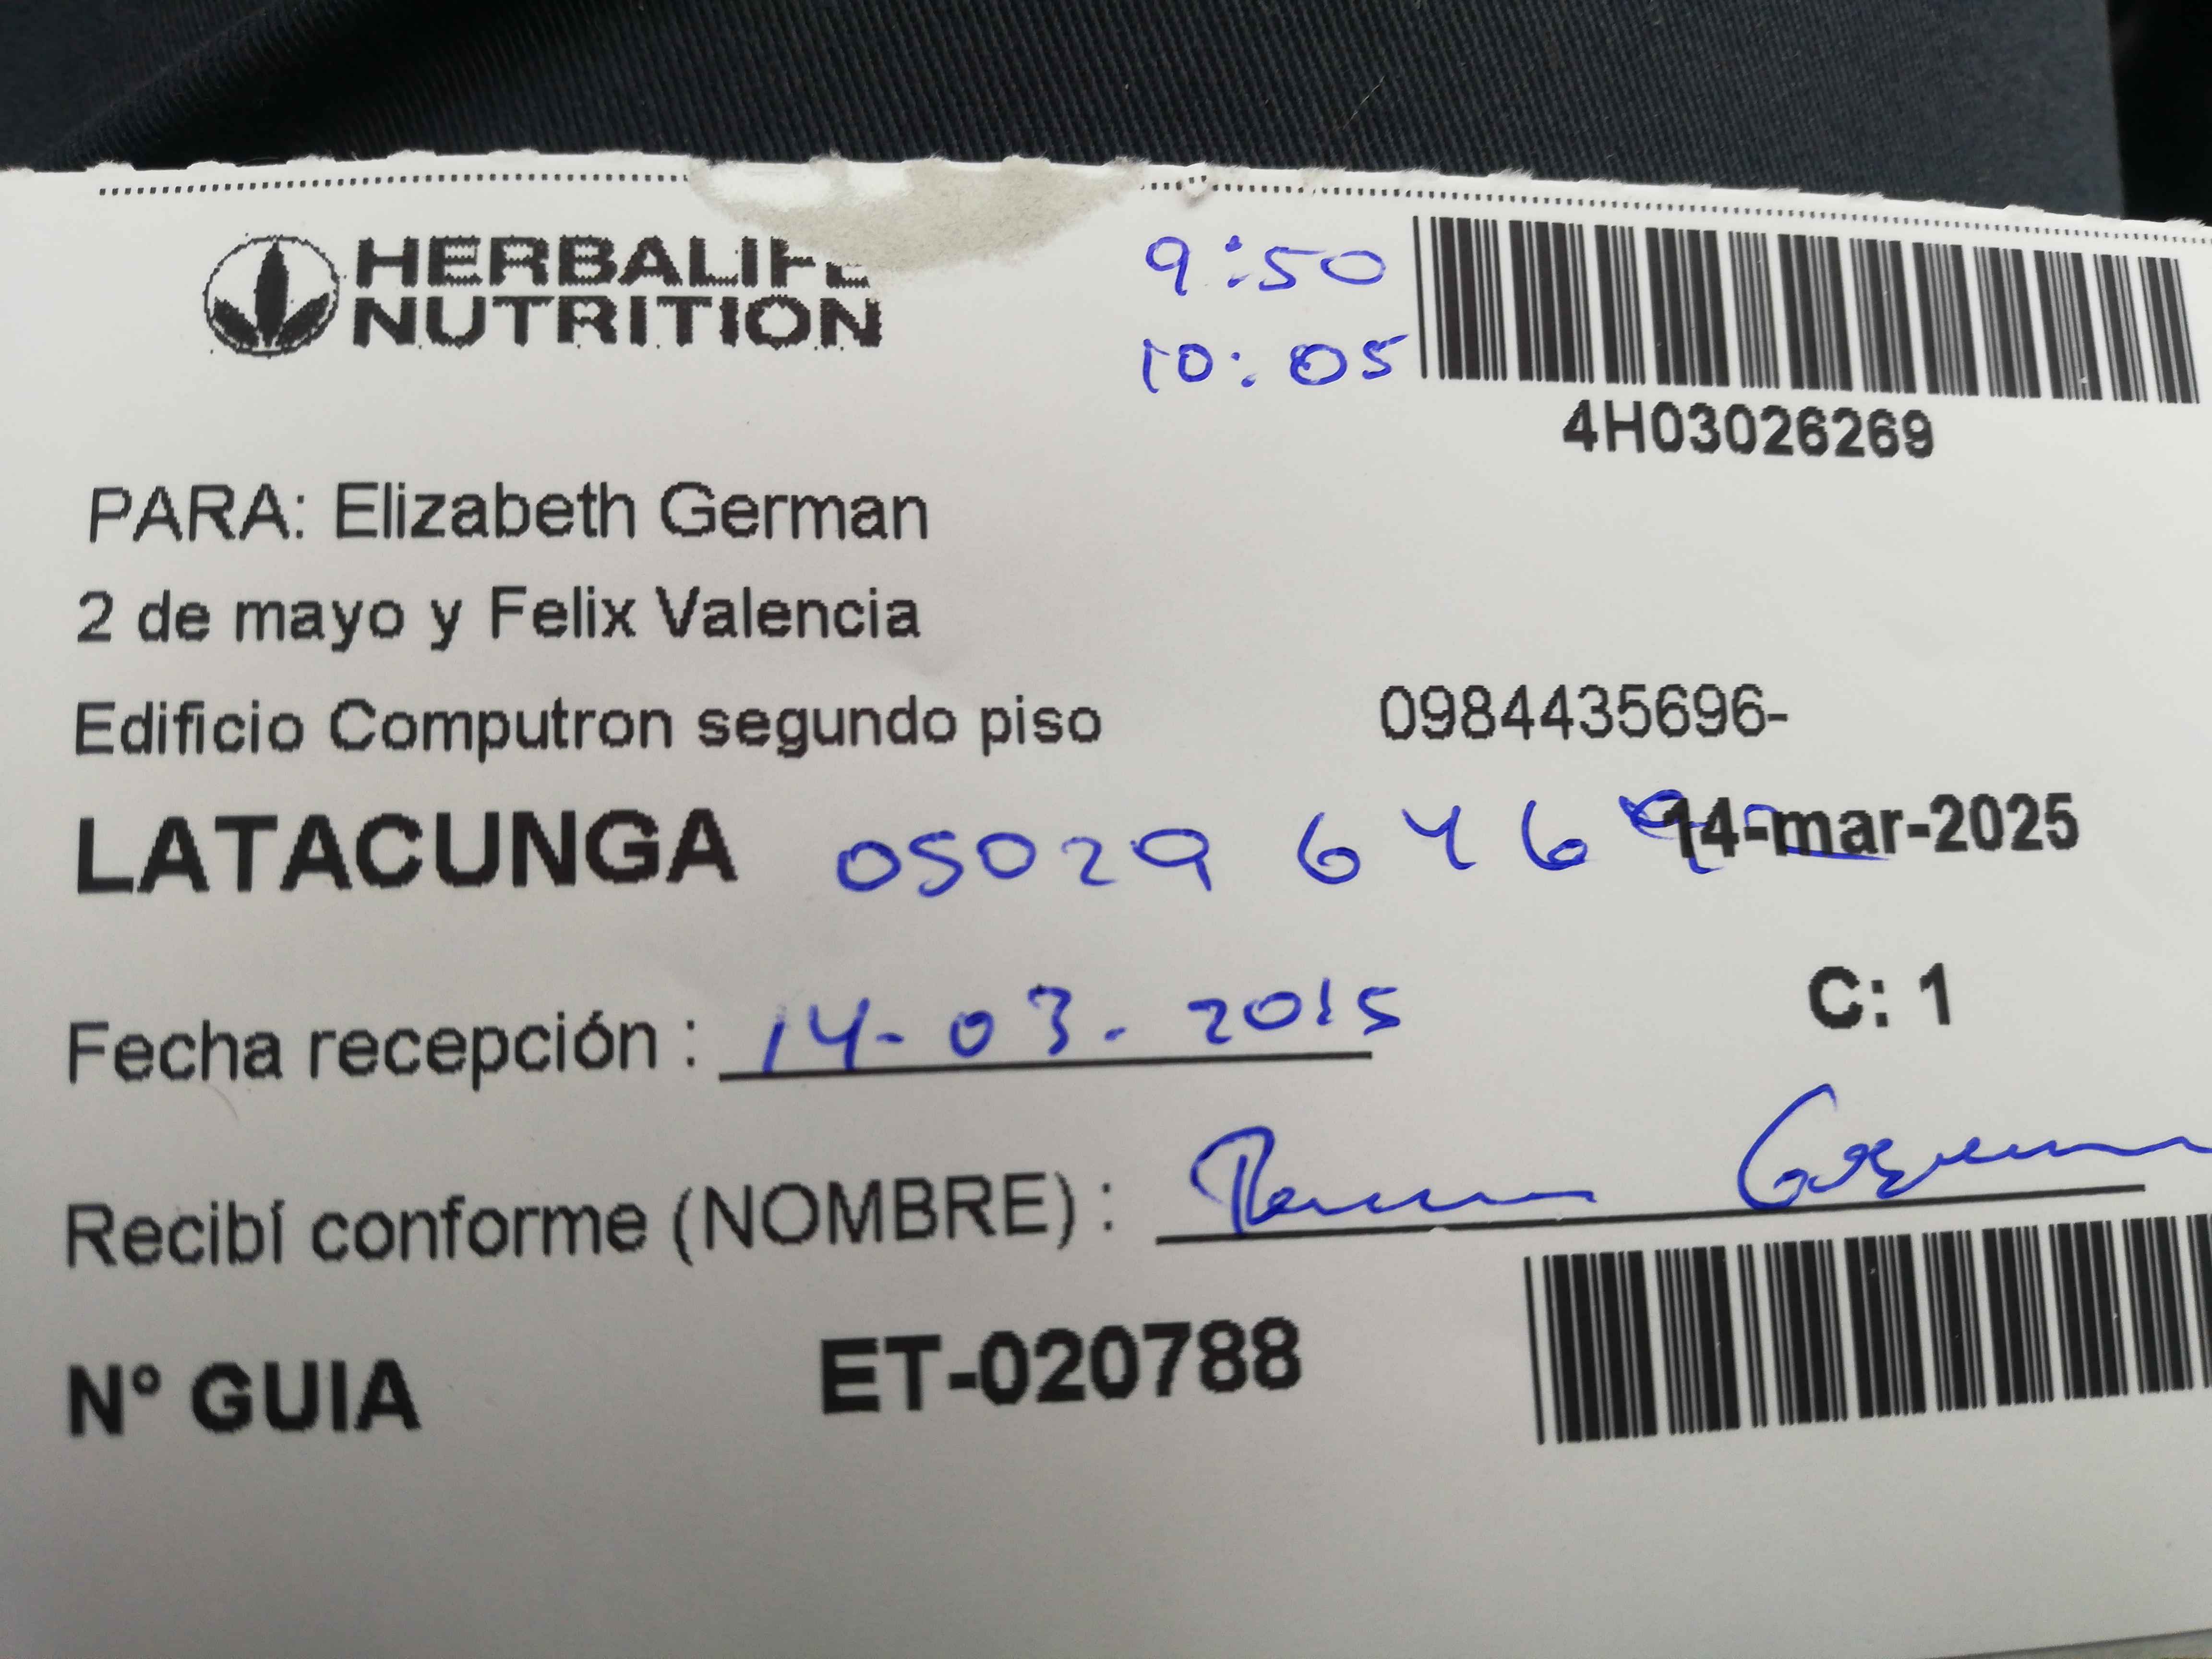 HERBALIFE
NUTRITION
9:50
10:05
4H03026269
PARA: Elizabeth German
2 de mayo y Felix Valencia
Edificio Computron segundo piso 0984435696-
LATACUNGA 14-mar-2025
Fecha recepción : 14-03-2015
C: 1
Recibí conforme (NOMBRE) :
N° GUIA ET-020788